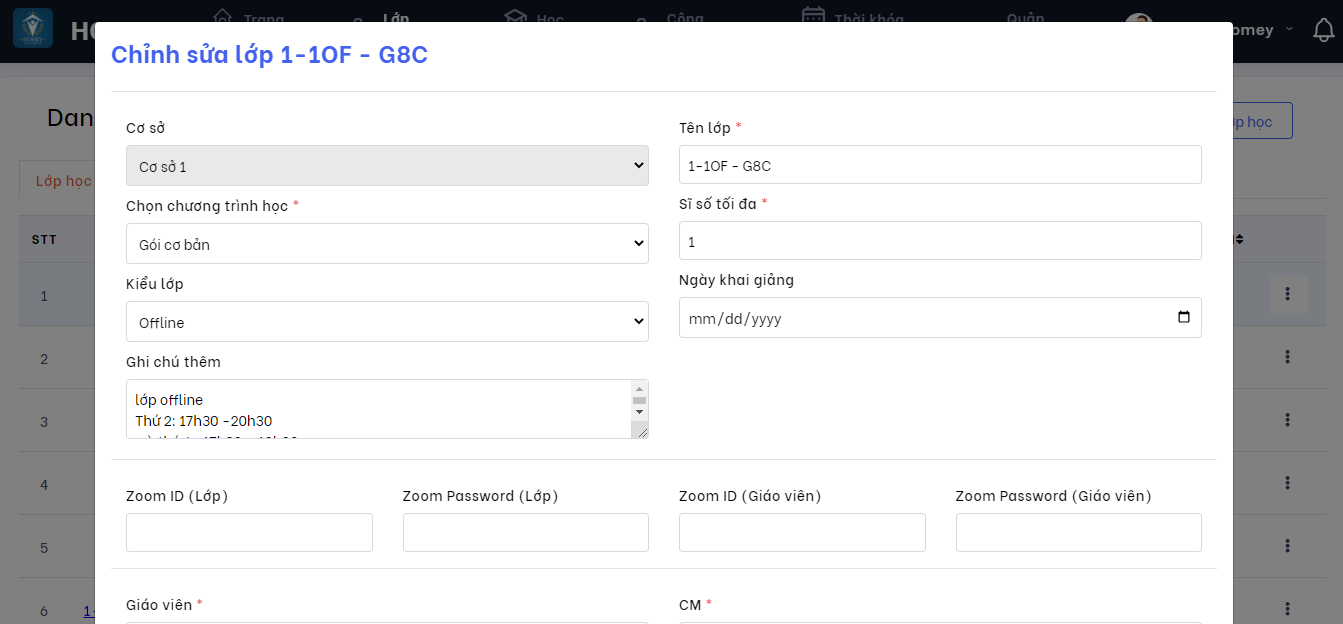 Trang
Lớp
Học
Công
Thời khóa
Quản
omey
Chỉnh sửa lớp 1-1OF - G8C
Dan
ớp học
Lớp học
STT
1
2
3
4
5
6
1-
Cơ sở
Cơ sở 1
Tên lớp *
1-1OF - G8C
Chọn chương trình học *
Gói cơ bản
Sĩ số tối đa *
1
Kiểu lớp
Offline
Ngày khai giảng
mm/dd/yyyy
Ghi chú thêm
lớp offline
Thứ 2: 17h30 -20h30
Zoom ID (Lớp)
Zoom Password (Lớp)
Zoom ID (Giáo viên)
Zoom Password (Giáo viên)
Giáo viên *
CM *